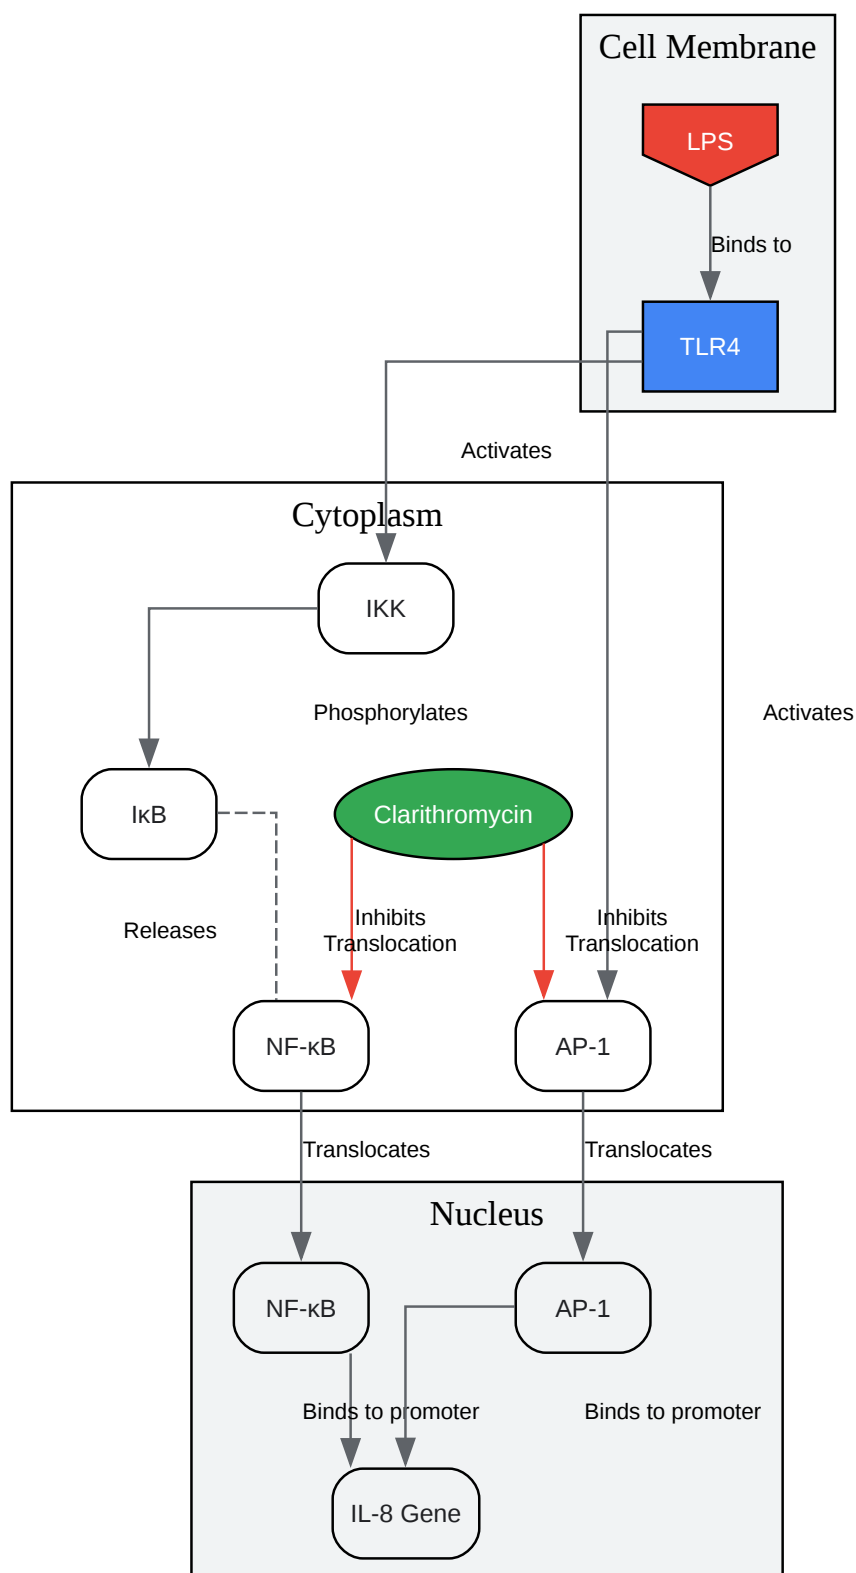 Cell Membrane
LPS
Binds to
TLR4
Activates
Cytoplasm
IKK
Phosphorylates
Activates
IκB
Clarithromycin
Releases
Inhibits
Translocation
Inhibits
Translocation
NF-κB
AP-1
Translocates
Translocates
Nucleus
NF-κB
AP-1
Binds to promoter
Binds to promoter
IL-8 Gene